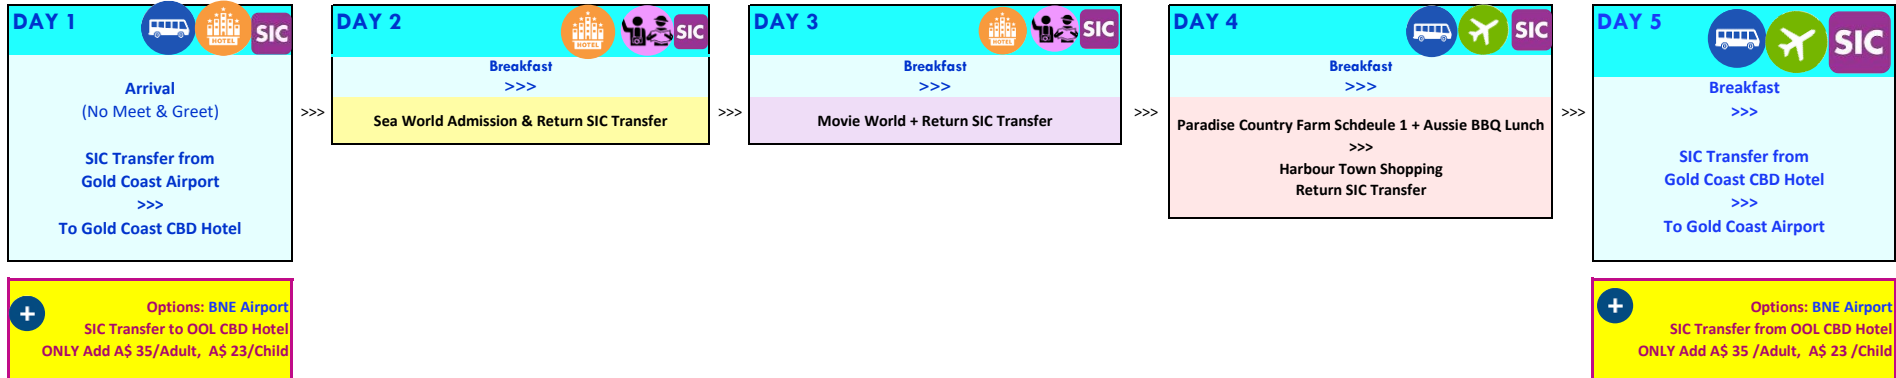 DAY 1
HOTEL
SIC
Arrival
(No Meet & Greet)
SIC Transfer from
Gold Coast Airport
>>>
To Gold Coast CBD Hotel
Options: BNE Airport
SIC Transfer to OOL CBD Hotel
ONLY Add A$ 35/Adult, A$ 23/Child
>>>
DAY 2
HOTEL
SIC
Breakfast
>>>
Sea World Admission & Return SIC Transfer
>>>
DAY 3
HOTEL
SIC
Breakfast
>>>
Movie World + Return SIC Transfer
>>>
DAY 4
SIC
Breakfast
>>>
Paradise Country Farm Schdeule 1 + Aussie BBQ Lunch
>>>
Harbour Town Shopping
Return SIC Transfer
>>>
DAY 5
SIC
Breakfast
>>>
SIC Transfer from
Gold Coast CBD Hotel
>>>
To Gold Coast Airport
Options: BNE Airport
SIC Transfer from OOL CBD Hotel
ONLY Add A$ 35 /Adult, A$ 23 /Child